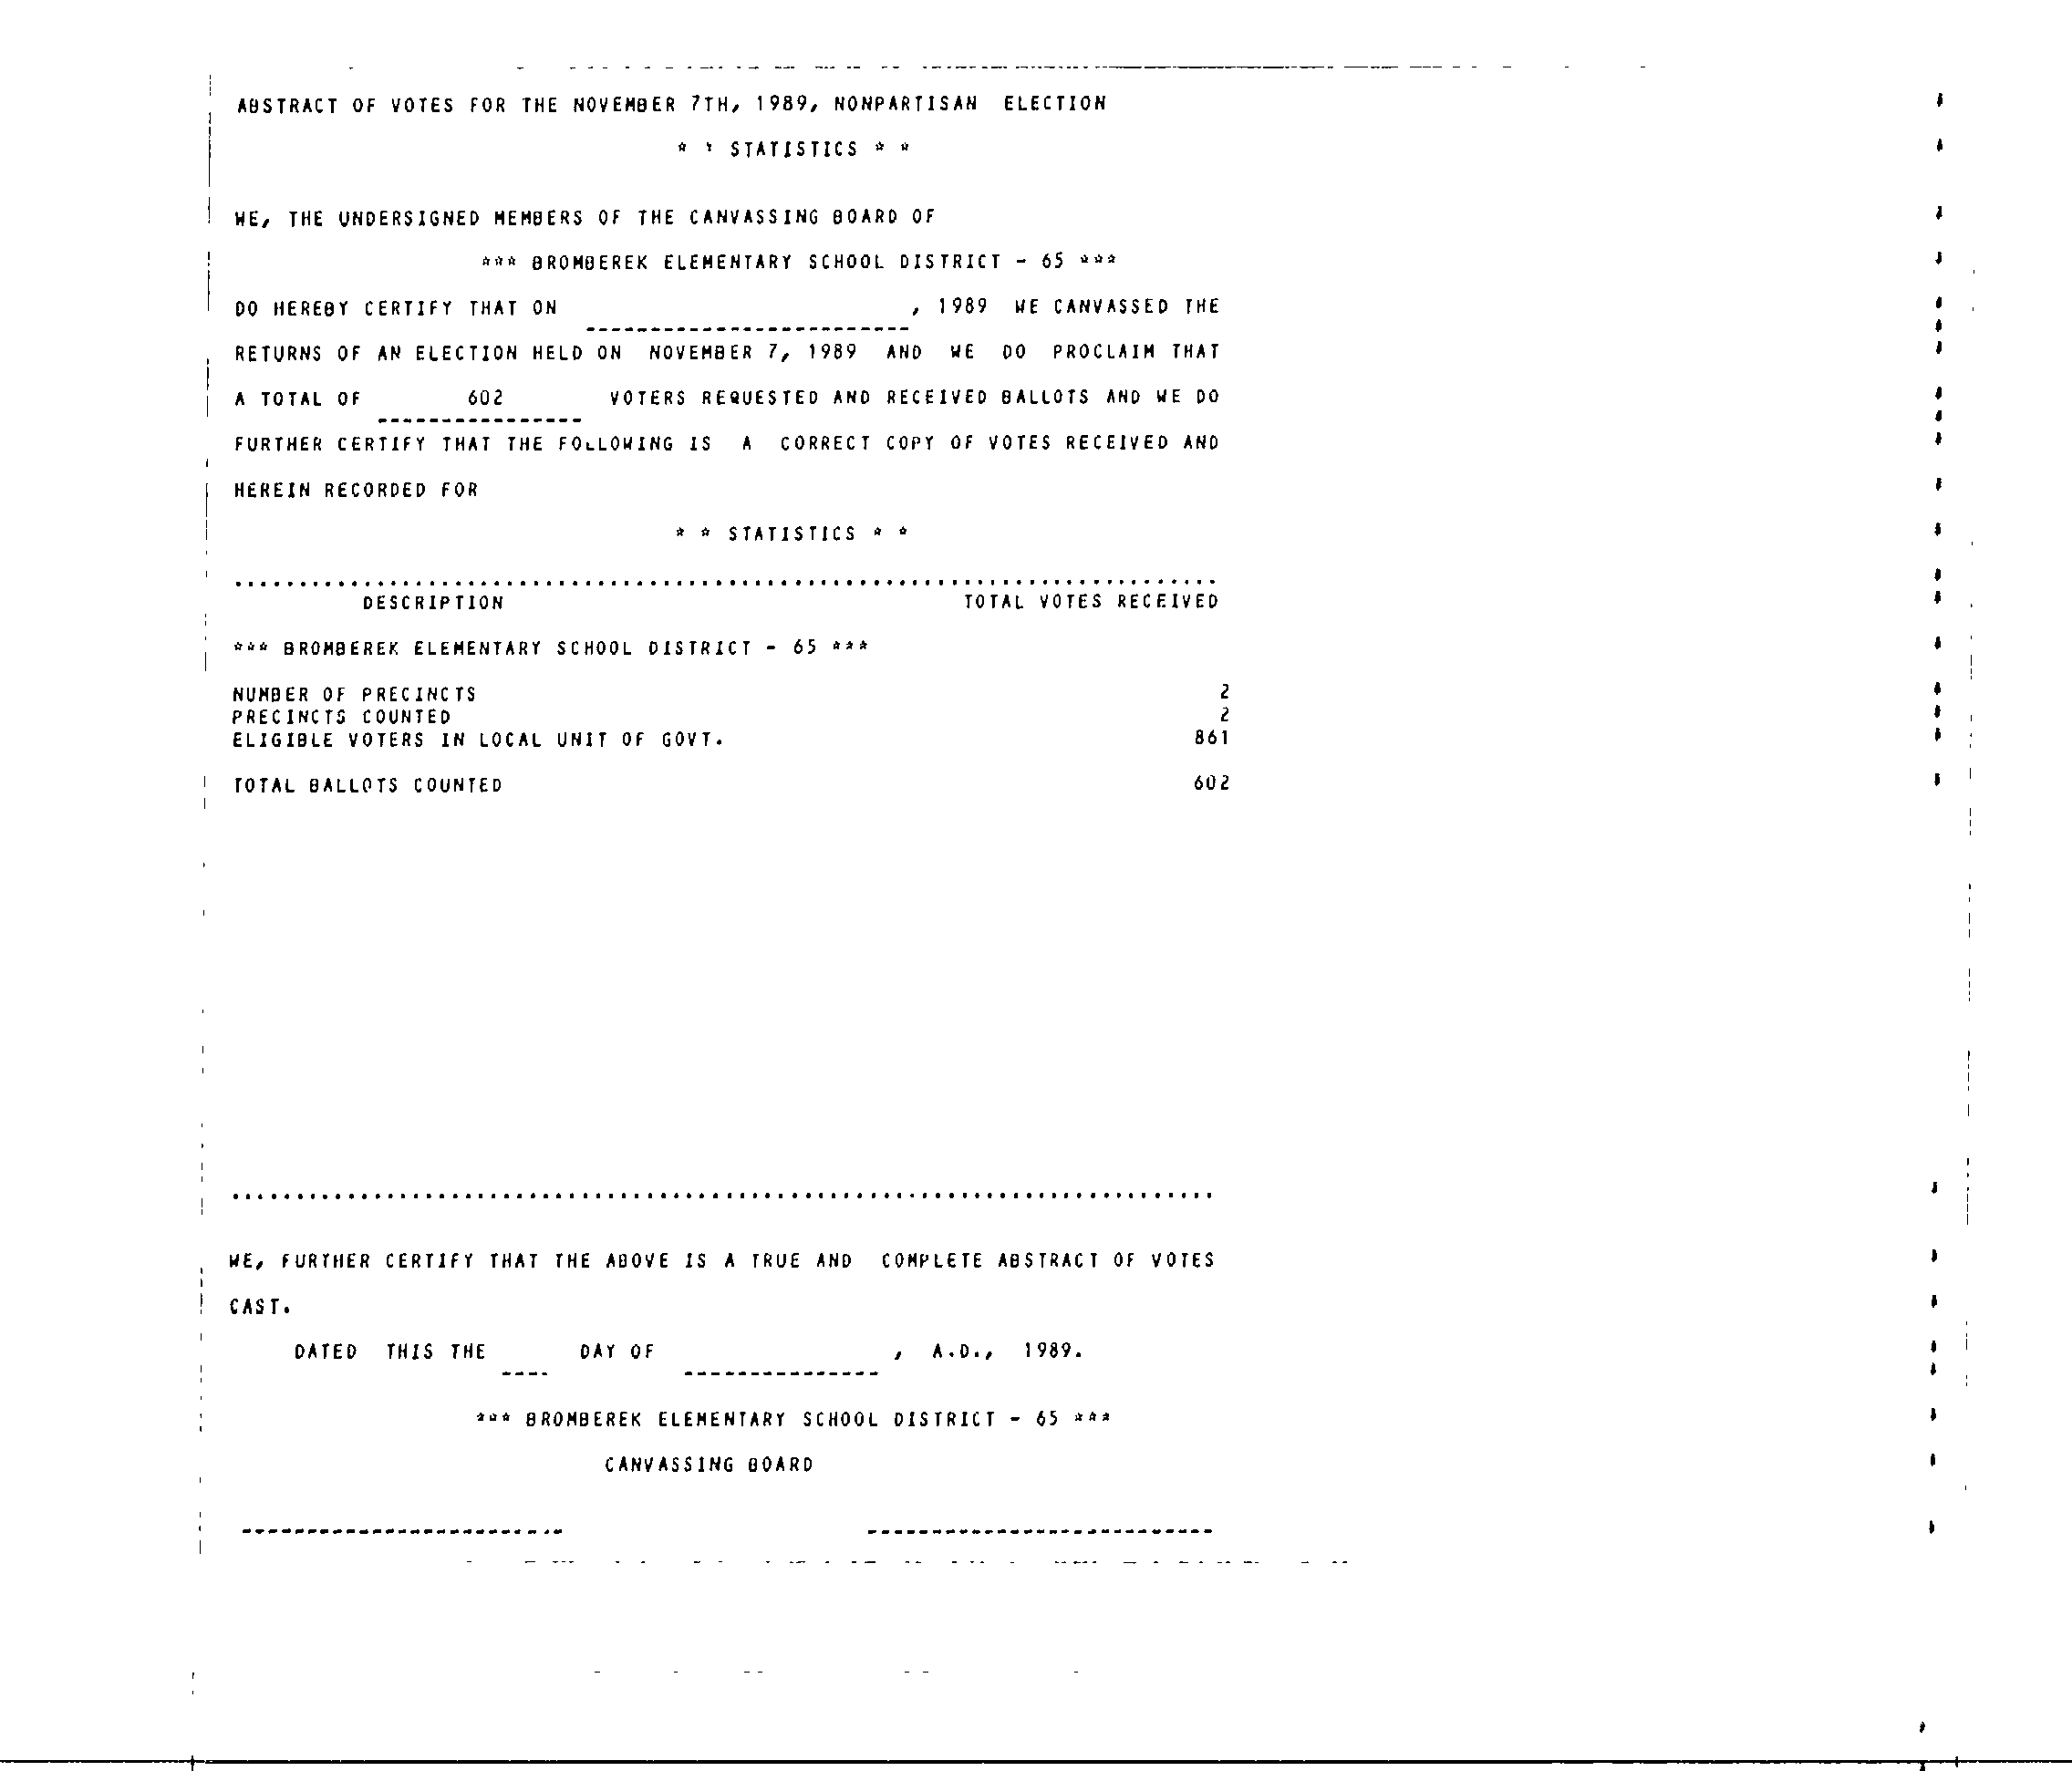 ABSTRACT OF VOTES FOR THE NOVEMBER 7TH, 1989, NONPARTISAN ELECTION
* * STATISTICS * *
WE, THE UNDERSIGNED MEMBERS OF THE CANVASSING BOARD OF
*** BROMBEREK ELEMENTARY SCHOOL DISTRICT - 65 ***
DO HEREBY CERTIFY THAT ON , 1989 WE CANVASSED THE
RETURNS OF AN ELECTION HELD ON NOVEMBER 7, 1989 AND WE DO PROCLAIM THAT
A TOTAL OF 602 VOTERS REQUESTED AND RECEIVED BALLOTS AND WE DO
FURTHER CERTIFY THAT THE FOLLOWING IS A CORRECT COPY OF VOTES RECEIVED AND
HEREIN RECORDED FOR
* * STATISTICS * *
DESCRIPTION TOTAL VOTES RECEIVED
*** BROMBEREK ELEMENTARY SCHOOL DISTRICT - 65 ***
NUMBER OF PRECINCTS 2
PRECINCTS COUNTED 2
ELIGIBLE VOTERS IN LOCAL UNIT OF GOVT. 861
TOTAL BALLOTS COUNTED 602
WE, FURTHER CERTIFY THAT THE ABOVE IS A TRUE AND COMPLETE ABSTRACT OF VOTES
CAST.
DATED THIS THE DAY OF , A.D., 1989.
*** BROMBEREK ELEMENTARY SCHOOL DISTRICT - 65 ***
CANVASSING BOARD